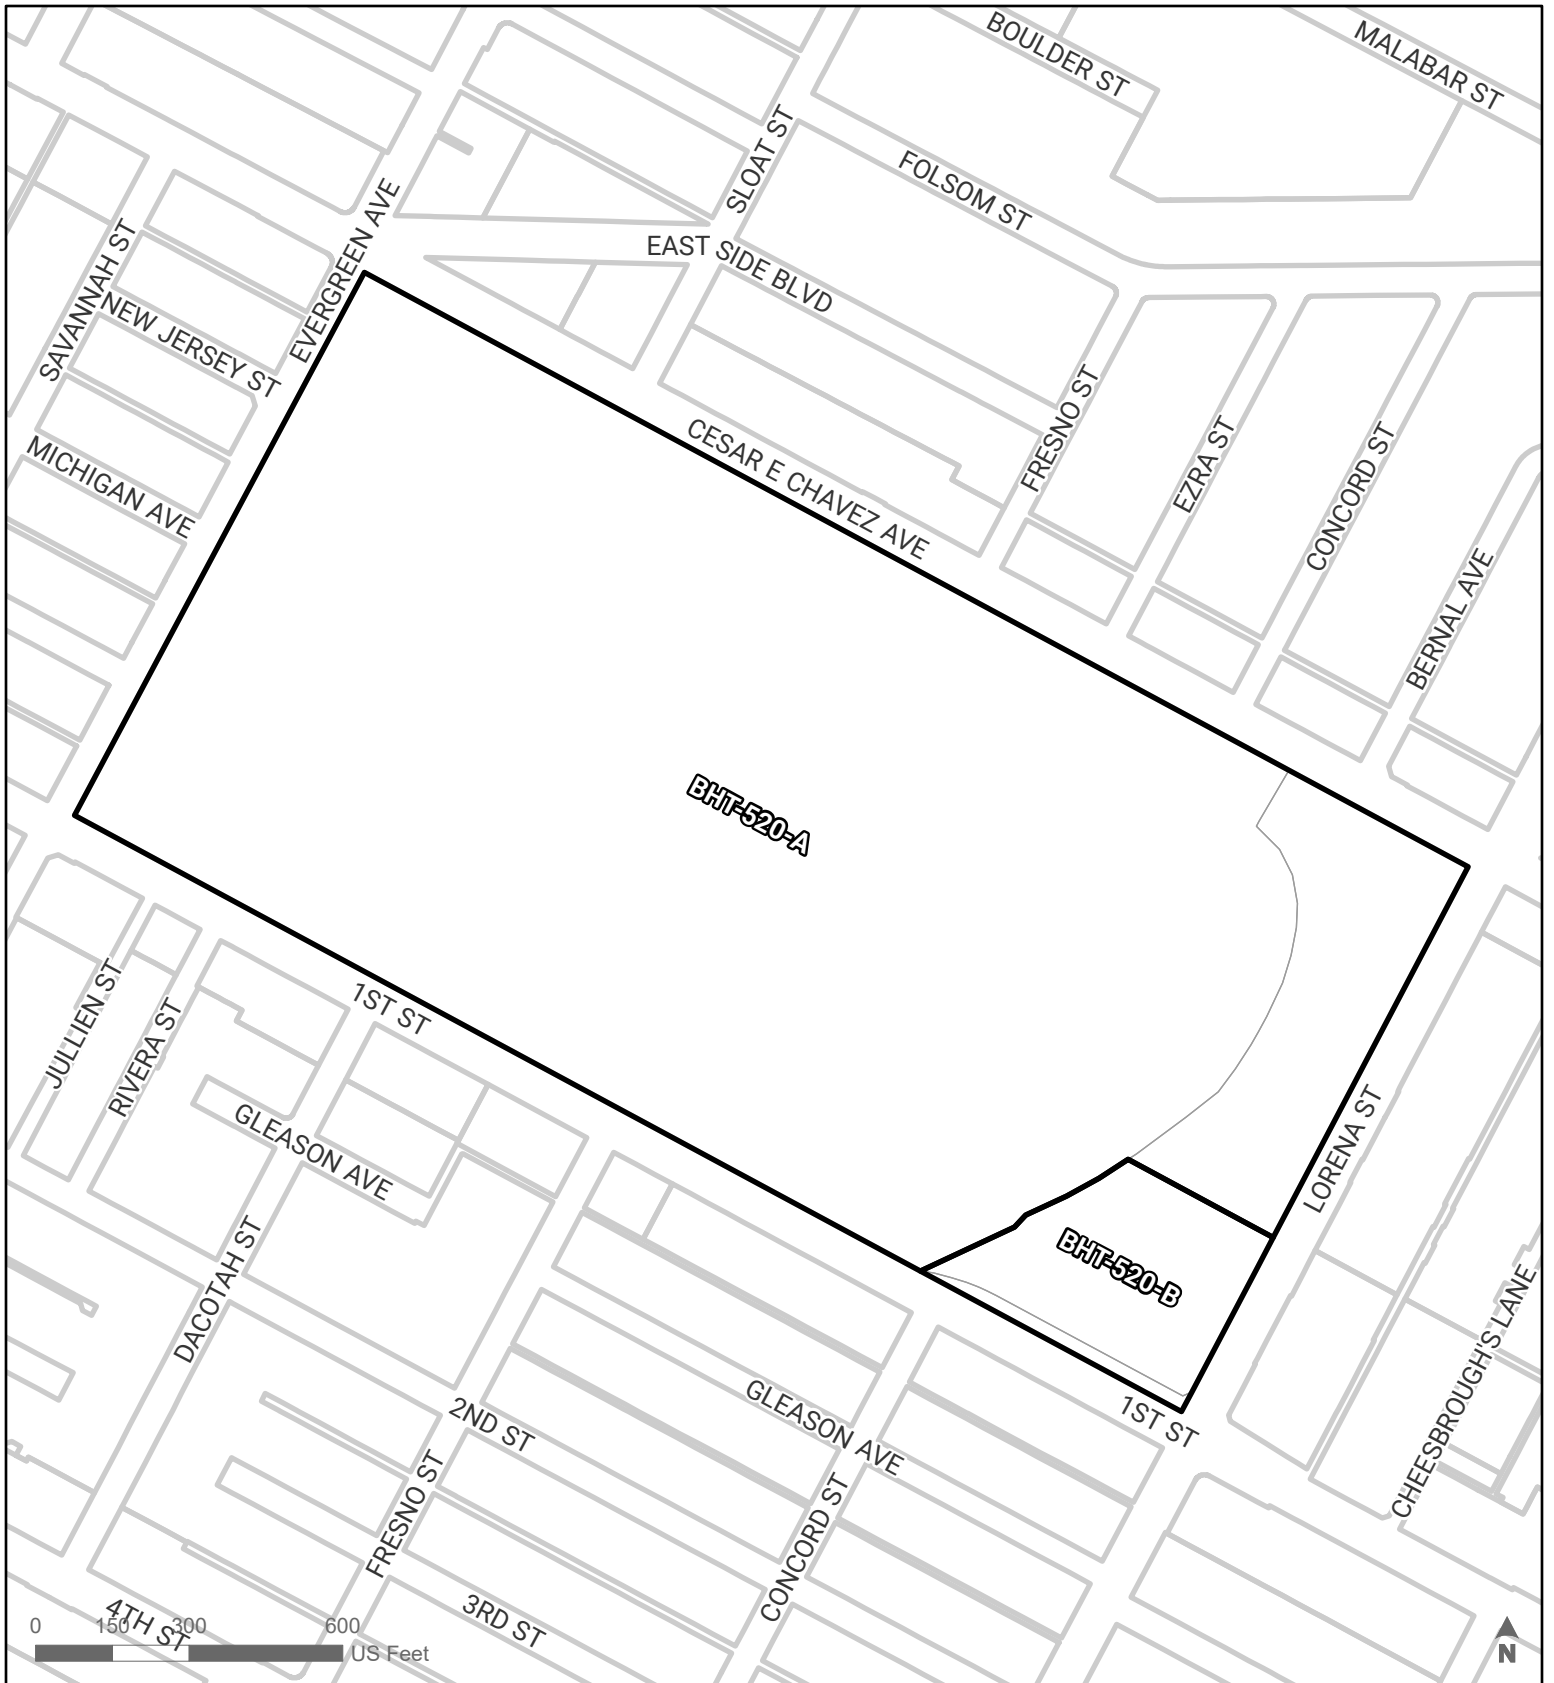 BOULDER ST
MALABAR ST
SLOAT ST
FOLSOM ST
EVERGREEN AVE
EAST SIDE BLVD
SAVANNAH ST
NEW JERSEY ST
MICHIGAN AVE
CESAR E CHAVEZ AVE
FRESNO ST
EZRA ST
CONCORD ST
BERNAL AVE
BHT-520-A
JULLIEN ST
RIVERA ST
1ST ST
GLEASON AVE
LORENA ST
BHT-520-B
DACOTAH ST
CHEESBROUGH'S LANE
2ND ST
GLEASON AVE
1ST ST
FRESNO ST
CONCORD ST
3RD ST
4TH ST
0 150 300 600
US Feet
N